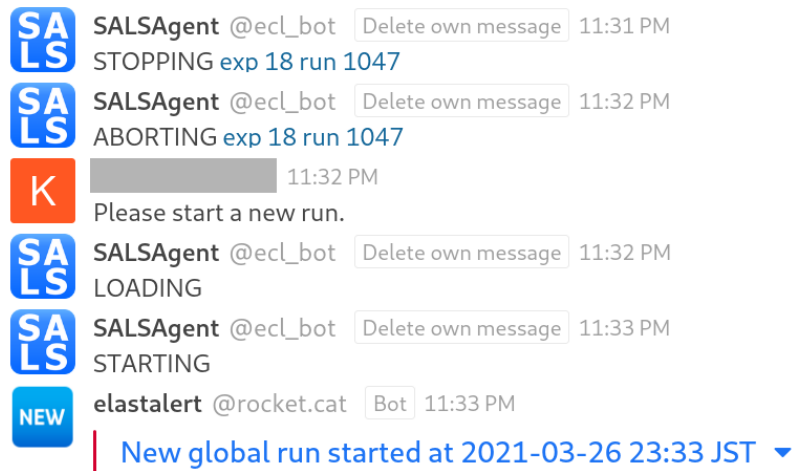 SA
LS
SALSAgent @ecl_bot Delete own message 11:31 PM
STOPPING exp 18 run 1047
SA
LS
SALSAgent @ecl_bot Delete own message 11:32 PM
ABORTING exp 18 run 1047
K
11:32 PM
Please start a new run.
SA
LS
SALSAgent @ecl_bot Delete own message 11:32 PM
LOADING
SA
LS
SALSAgent @ecl_bot Delete own message 11:33 PM
STARTING
NEW
elastalert @rocket.cat Bot 11:33 PM
New global run started at 2021-03-26 23:33 JST